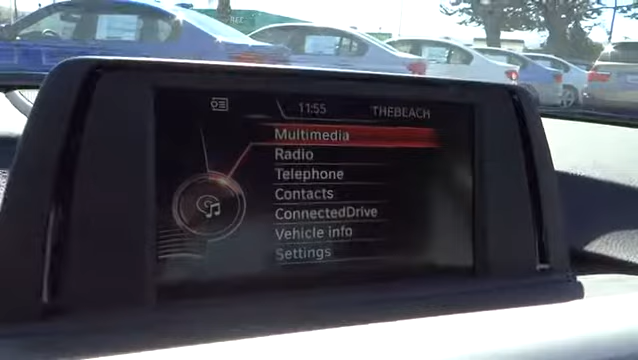 11:55 THEBEACH
Multimedia
Radio
Telephone
Contacts
ConnectedDrive
Vehicle info
Settings